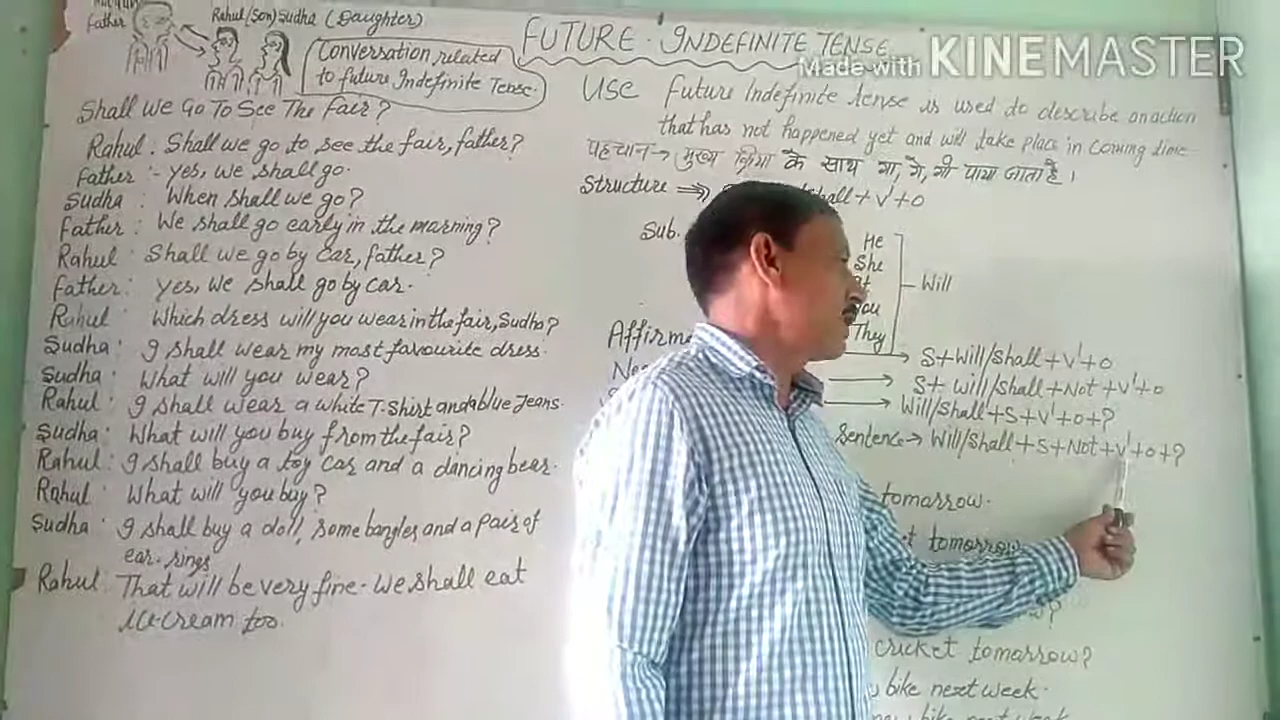 Father
Rahul (Son) Sudha (Daughter)
Conversation related
to future Indefinite Tense.
Shall We Go To See The Fair?
Rahul : Shall we go to see the fair, father?
Father :- yes, we shall go.
Sudha : When shall we go?
Father : We shall go early in the marning?
Rahul : Shall we go by Car, father?
Father : yes, we shall go by car.
Rahul : Which dress will you wear in the fair, Sudha?
Sudha : I shall wear my most favourite dress.
Sudha : What will you wear?
Rahul : I shall wear a white T.Shirt and a blue Jeans.
Sudha : What will you buy from the fair?
Rahul : I shall buy a toy Car and a dancing bear.
Rahul : What will you buy?
Sudha : I shall buy a doll, some bangles and a pair of
ear-rings
Rahul : That will be very fine. We shall eat
ice-cream too.
FUTURE - INDEFINITE TENSE
Made with KINEMASTER
USC Future Indefinite tense is used to describe an action
that has not happened yet and will take place in coming time
पहचान → मुख्य क्रिया के साथ गा, गे, गी पाया जाता है।
Structure ⇒ shall + V¹ + O
Sub.
He
She
You
They
Will
Affirma
S + Will/Shall + V¹ + O
Ne
S + will/shall + Not + V¹ + O
Will/Shall + S + V¹ + O + ?
Sentence → Will/Shall + S + Not + V¹ + O + ?
tomorrow.
tomorrow
?
cricket tomorrow?
bike next week.
bike next week